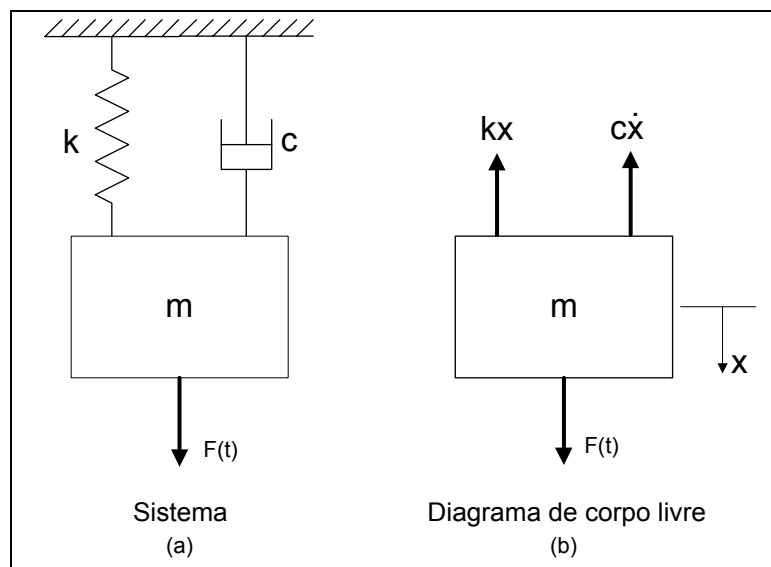 k
c
m
F(t)
Sistema
(a)
kx
cẋ
m
x
F(t)
Diagrama de corpo livre
(b)